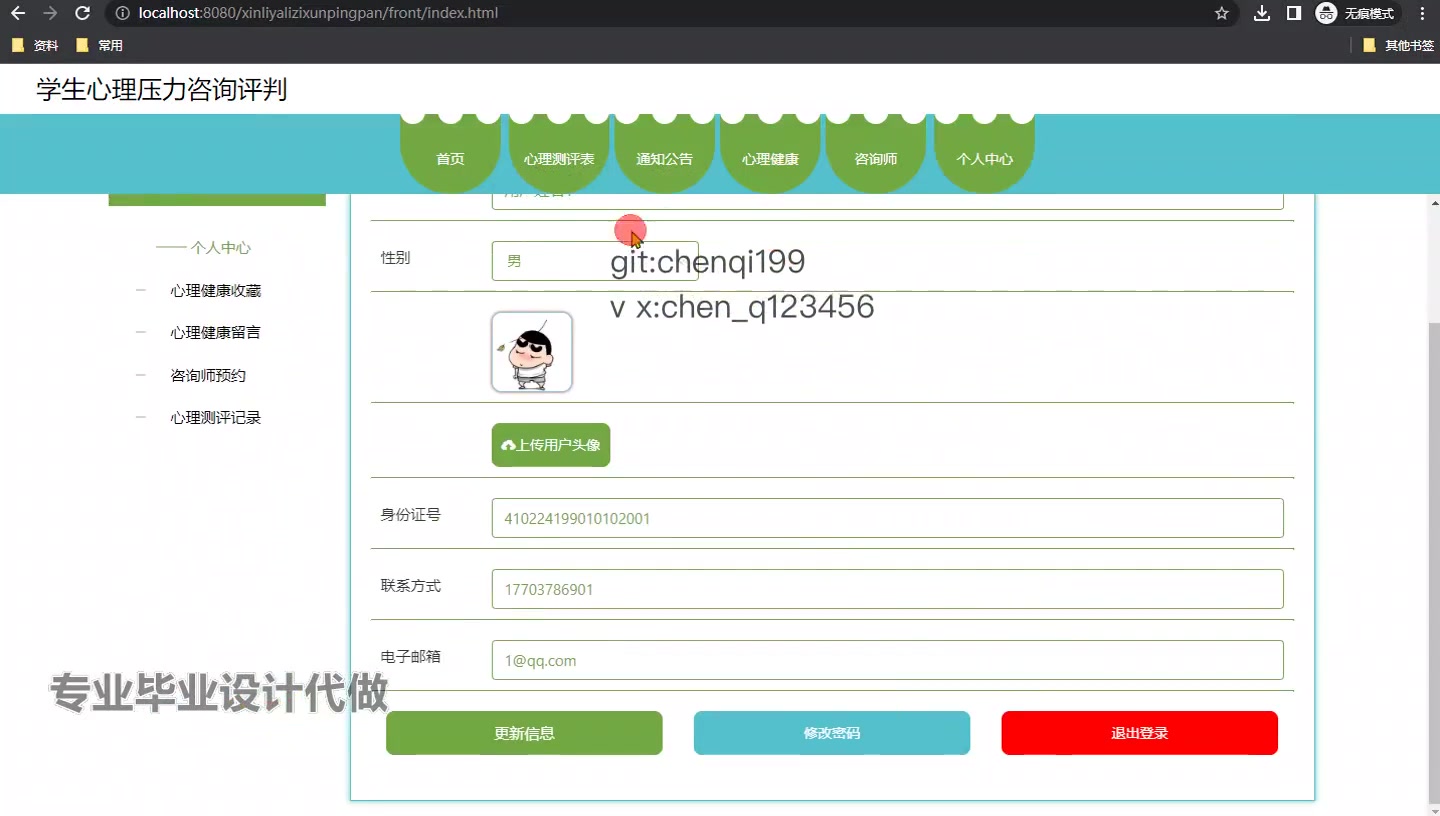 localhost:8080/xinliyalizixunpingpan/front/index.html
无痕模式
资料
常用
其他书签
学生心理压力咨询评判
首页
心理测评表
通知公告
心理健康
咨询师
个人中心
个人中心
心理健康收藏
心理健康留言
咨询师预约
心理测评记录
性别
男
git:chenqi199
v x:chen_q123456
上传用户头像
身份证号
410224199010102001
联系方式
17703786901
电子邮箱
1@qq.com
专业毕业设计代做
更新信息
修改密码
退出登录